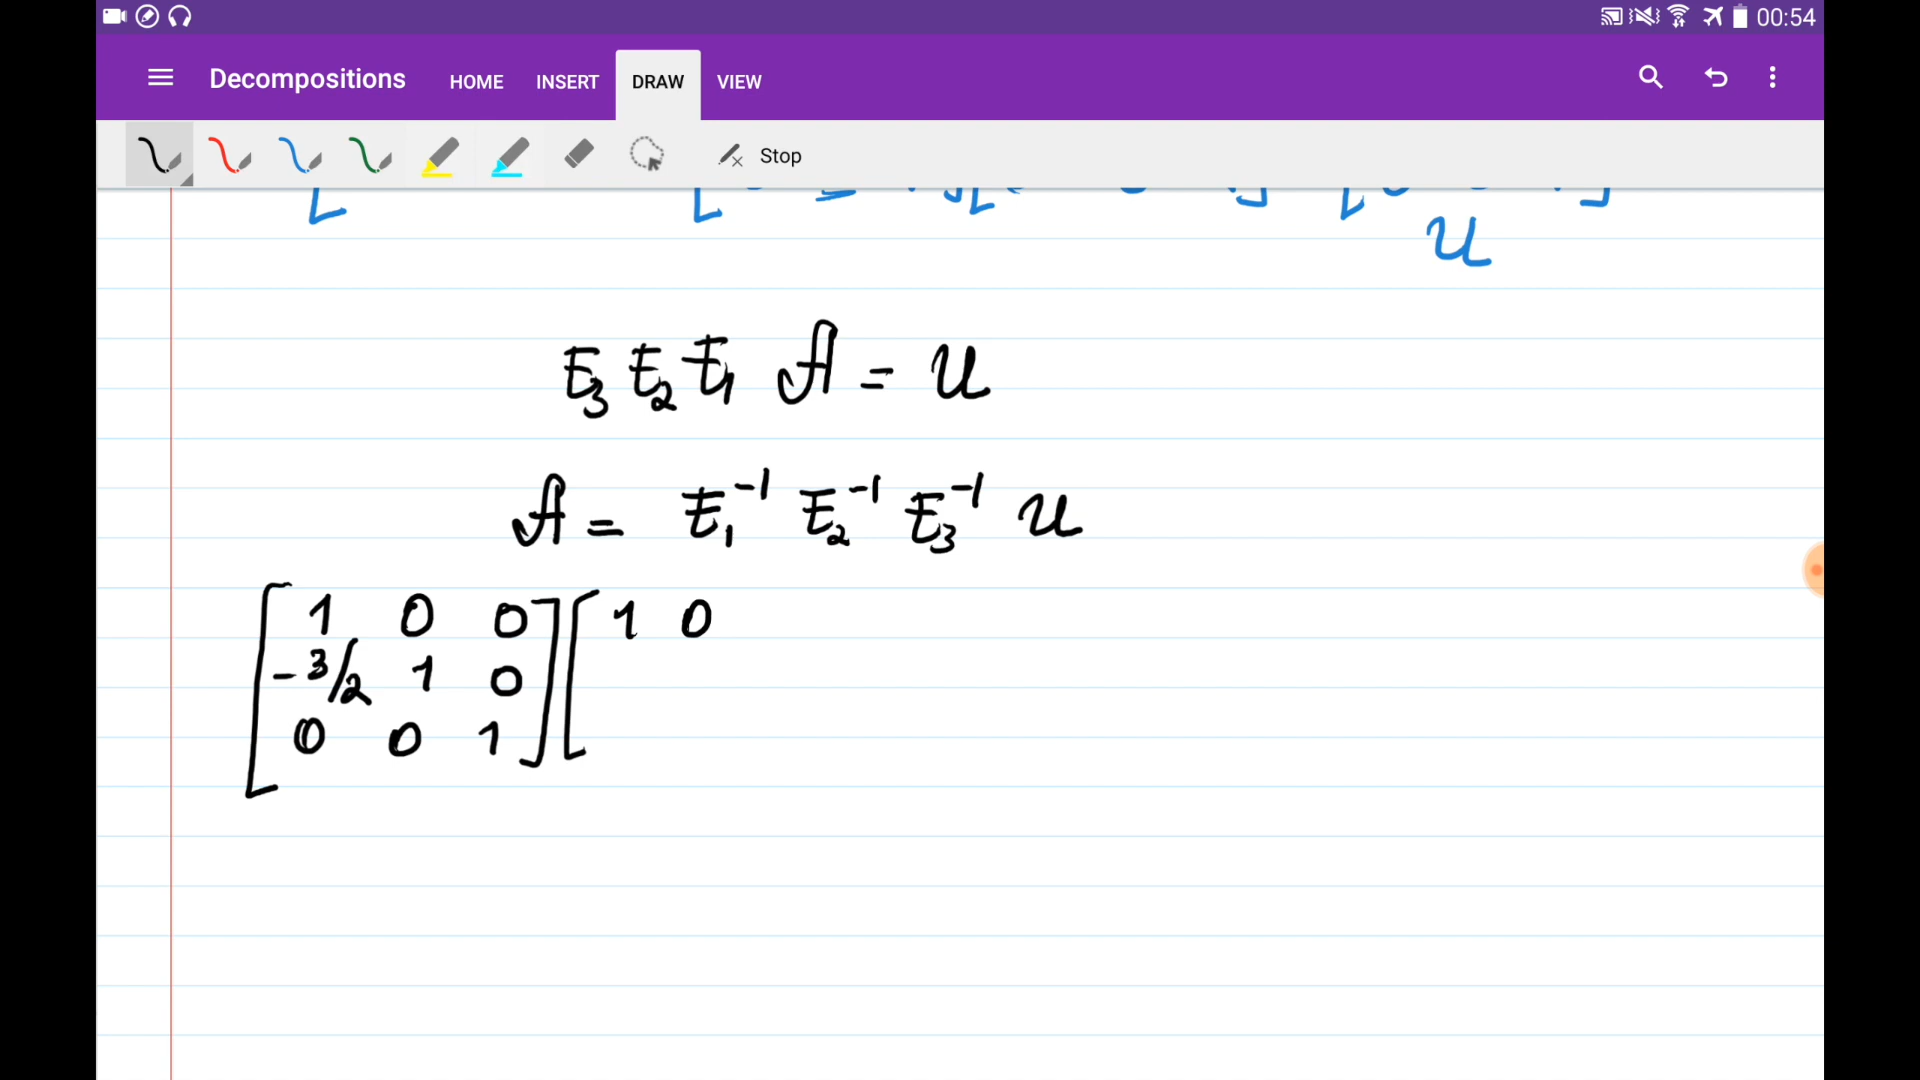 00:54
Decompositions HOME INSERT DRAW VIEW
Stop
U
E₃ E₂ E₁ A = U
A = E₁⁻¹ E₂⁻¹ E₃⁻¹ U
[ 1 0 0 ] [ 1 0
-3/2 1 0
0 0 1